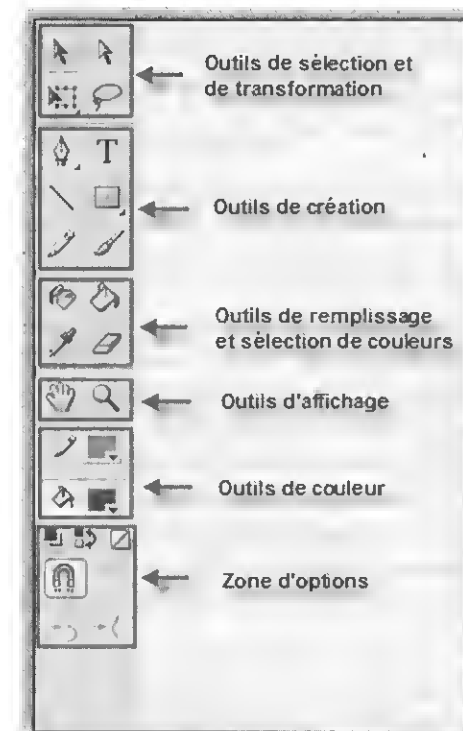 Outils de sélection et
de transformation
T
Outils de création
Outils de remplissage
et sélection de couleurs
Outils d'affichage
Outils de couleur
Zone d'options